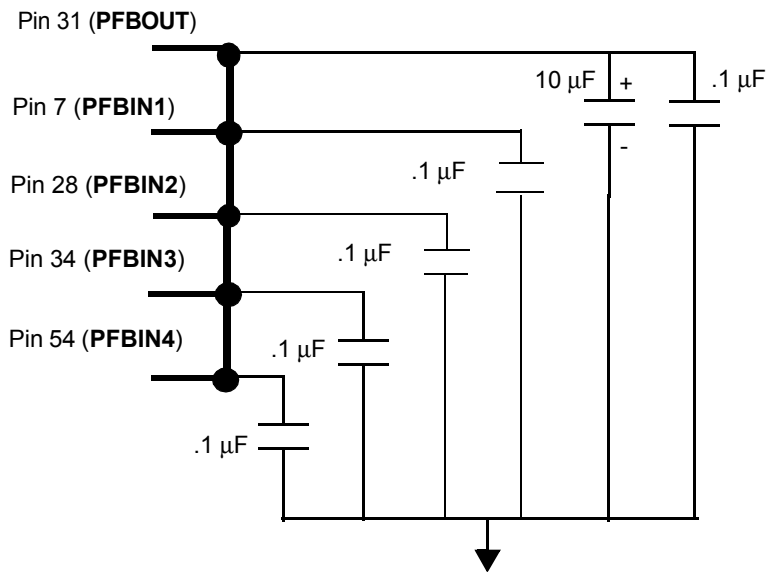 Pin 31 (PFBOUT)
10 μF + .1 μF
Pin 7 (PFBIN1)
-
.1 μF
Pin 28 (PFBIN2)
.1 μF
Pin 34 (PFBIN3)
.1 μF
Pin 54 (PFBIN4)
.1 μF